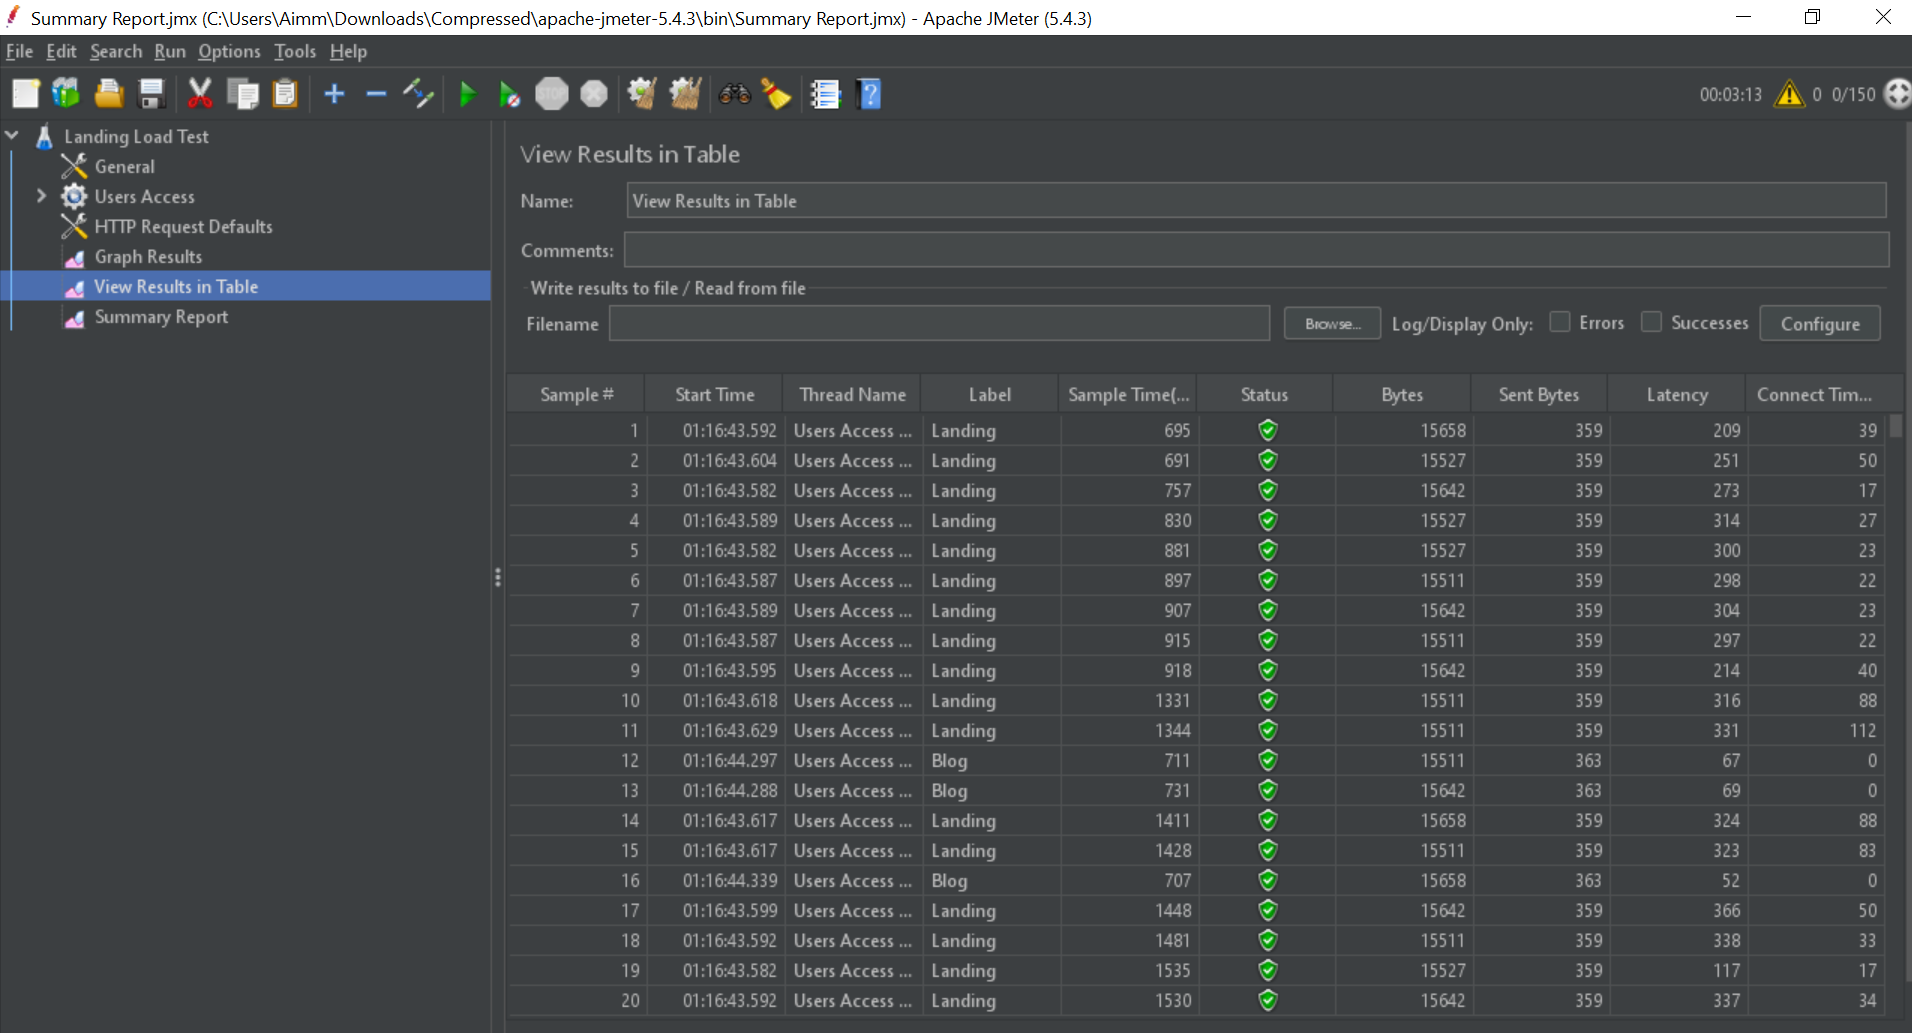 Summary Report.jmx (C:\Users\Aimm\Downloads\Compressed\apache-jmeter-5.4.3\bin\Summary Report.jmx) - Apache JMeter (5.4.3)
File Edit Search Run Options Tools Help
STOP
?
00:03:13 0 0/150
Landing Load Test
General
Users Access
HTTP Request Defaults
Graph Results
View Results in Table
Summary Report
View Results in Table
Name: View Results in Table
Comments:
Write results to file / Read from file
Filename Browse... Log/Display Only: Errors Successes Configure
Sample # Start Time Thread Name Label Sample Time(... Status Bytes Sent Bytes Latency Connect Tim...
1 01:16:43.592 Users Access ... Landing 695 15658 359 209 39
2 01:16:43.604 Users Access ... Landing 691 15527 359 251 50
3 01:16:43.582 Users Access ... Landing 757 15642 359 273 17
4 01:16:43.589 Users Access ... Landing 830 15527 359 314 27
5 01:16:43.582 Users Access ... Landing 881 15527 359 300 23
6 01:16:43.587 Users Access ... Landing 897 15511 359 298 22
7 01:16:43.589 Users Access ... Landing 907 15642 359 304 23
8 01:16:43.587 Users Access ... Landing 915 15511 359 297 22
9 01:16:43.595 Users Access ... Landing 918 15642 359 214 40
10 01:16:43.618 Users Access ... Landing 1331 15511 359 316 88
11 01:16:43.629 Users Access ... Landing 1344 15511 359 331 112
12 01:16:44.297 Users Access ... Blog 711 15511 363 67 0
13 01:16:44.288 Users Access ... Blog 731 15642 363 69 0
14 01:16:43.617 Users Access ... Landing 1411 15658 359 324 88
15 01:16:43.617 Users Access ... Landing 1428 15511 359 323 83
16 01:16:44.339 Users Access ... Blog 707 15658 363 52 0
17 01:16:43.599 Users Access ... Landing 1448 15642 359 366 50
18 01:16:43.592 Users Access ... Landing 1481 15511 359 338 33
19 01:16:43.582 Users Access ... Landing 1535 15527 359 117 17
20 01:16:43.592 Users Access ... Landing 1530 15642 359 337 34